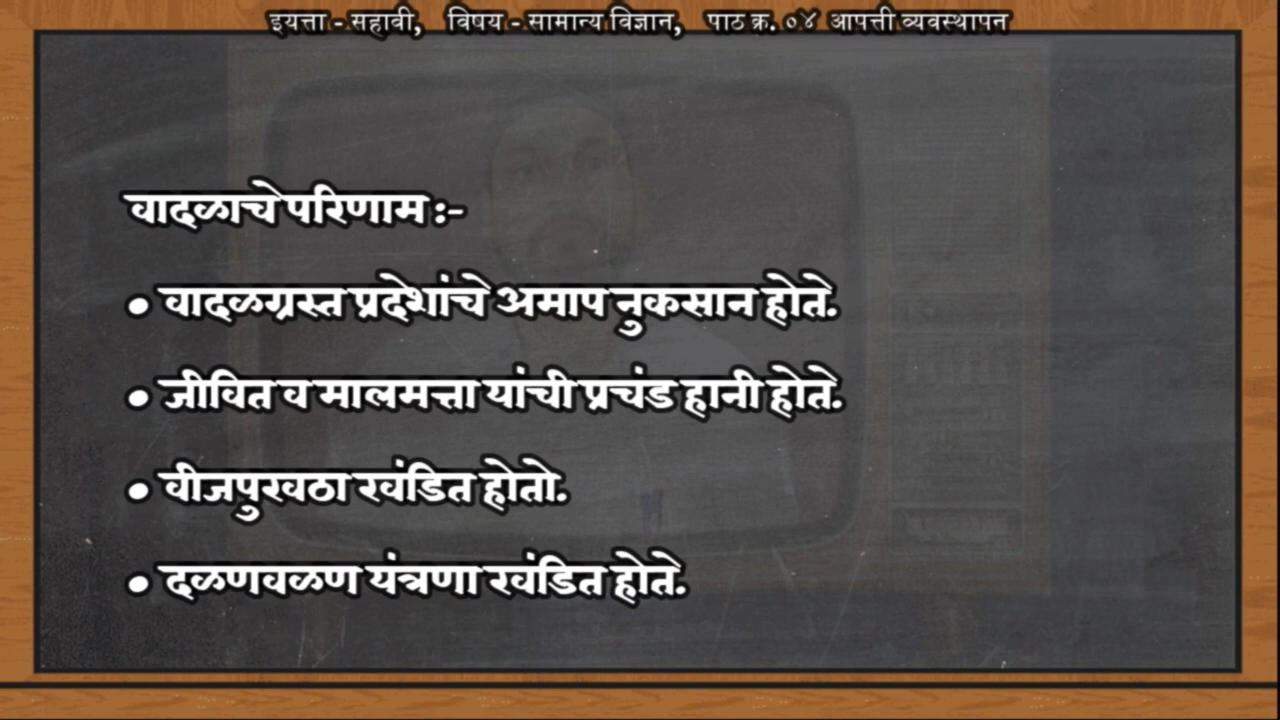 इयत्ता - सहावी, विषय - सामान्य विज्ञान, पाठ क्र. ०४ आपत्ती व्यवस्थापन
वादळाचे परिणाम :-
• वादळग्रस्त प्रदेशांचे अमाप नुकसान होते.
• जीवित व मालमत्ता यांची प्रचंड हानी होते.
• वीजपुरवठा खंडित होतो.
• दळणवळण यंत्रणा खंडित होते.